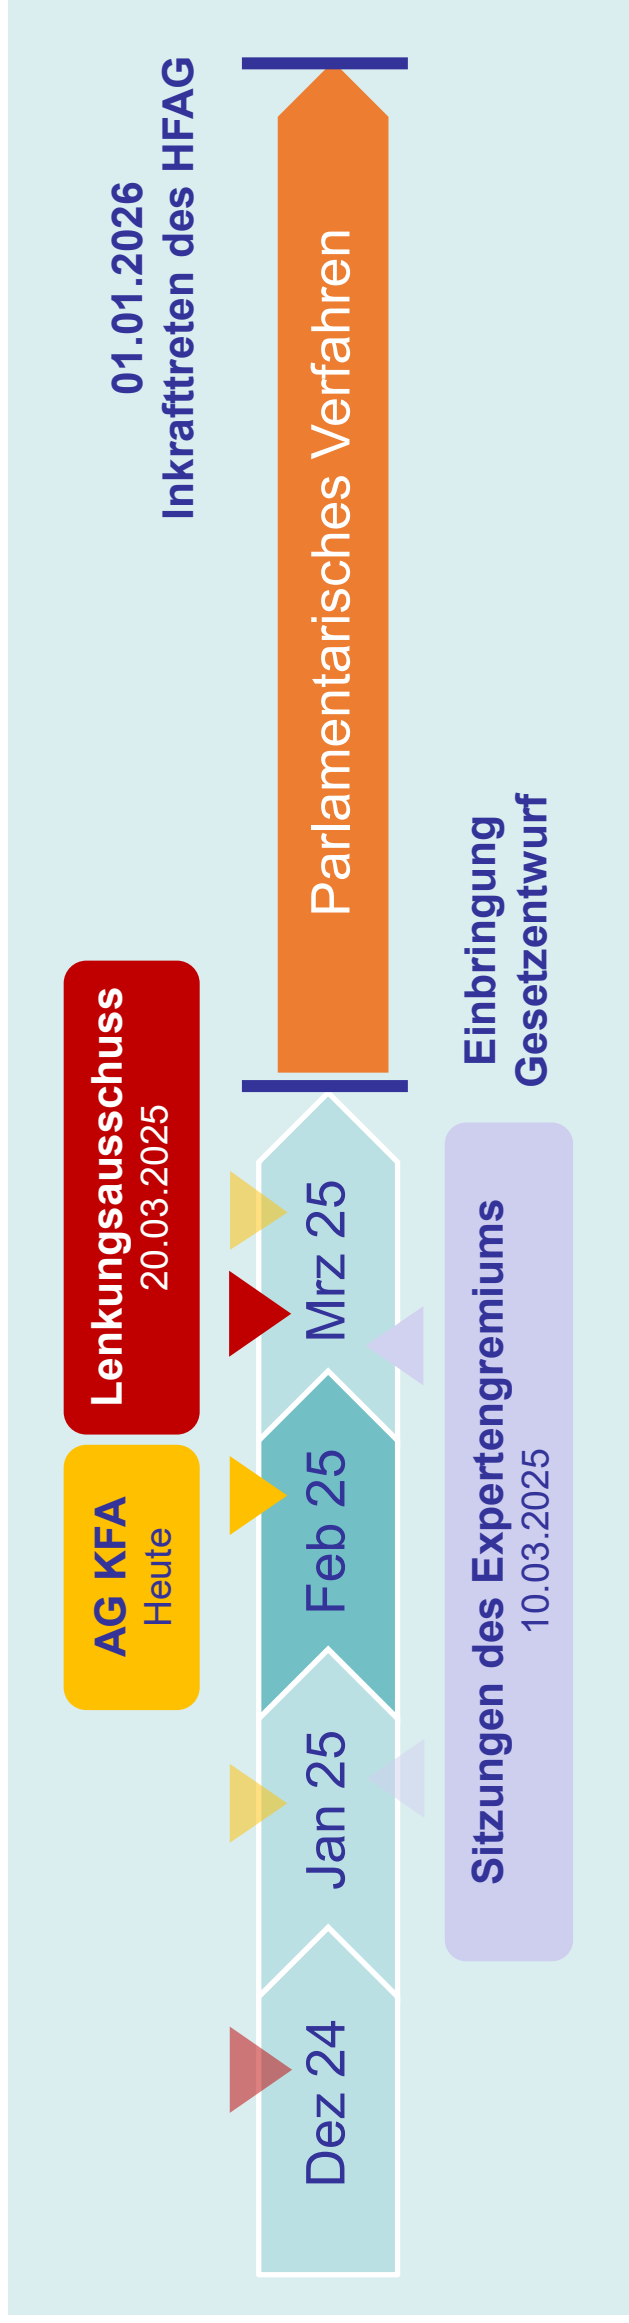 AG KFA
Heute
Lenkungsausschuss
20.03.2025
01.01.2026
Inkrafttreten des HFAG
Dez 24
Jan 25
Feb 25
Mrz 25
Parlamentarisches Verfahren
Sitzungen des Expertengremiums
10.03.2025
Einbringung
Gesetzentwurf